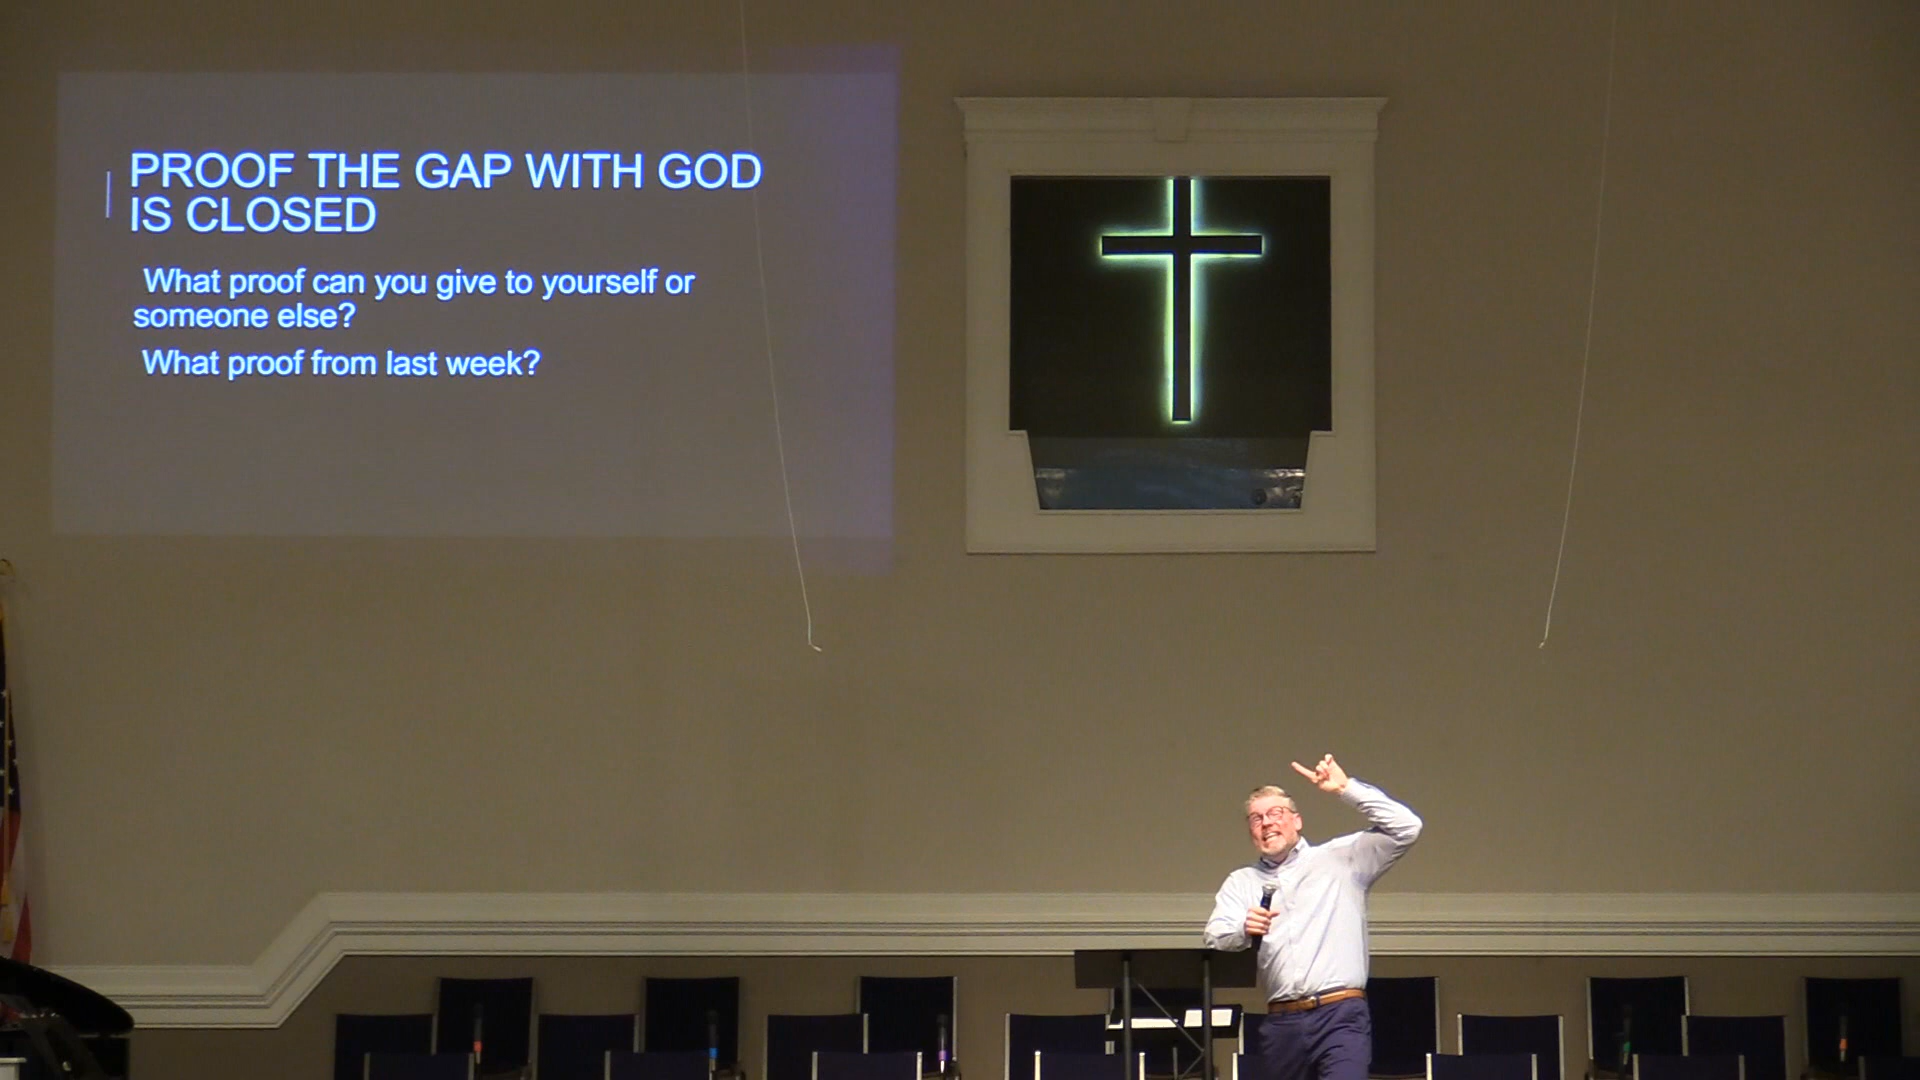 PROOF THE GAP WITH GOD
IS CLOSED
What proof can you give to yourself or
someone else?
What proof from last week?